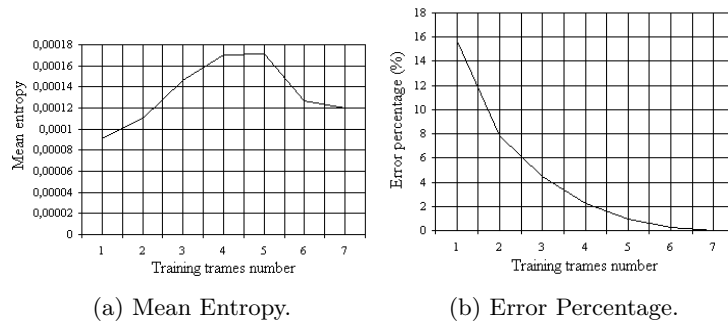 Mean entropy
0,00018
0,00016
0,00014
0,00012
0,0001
0,00008
0,00006
0,00004
0,00002
0
1 2 3 4 5 6 7
Training trames number
(a) Mean Entropy.
Error percentage (%)
18
16
14
12
10
8
6
4
2
0
1 2 3 4 5 6 7
Training trames number
(b) Error Percentage.